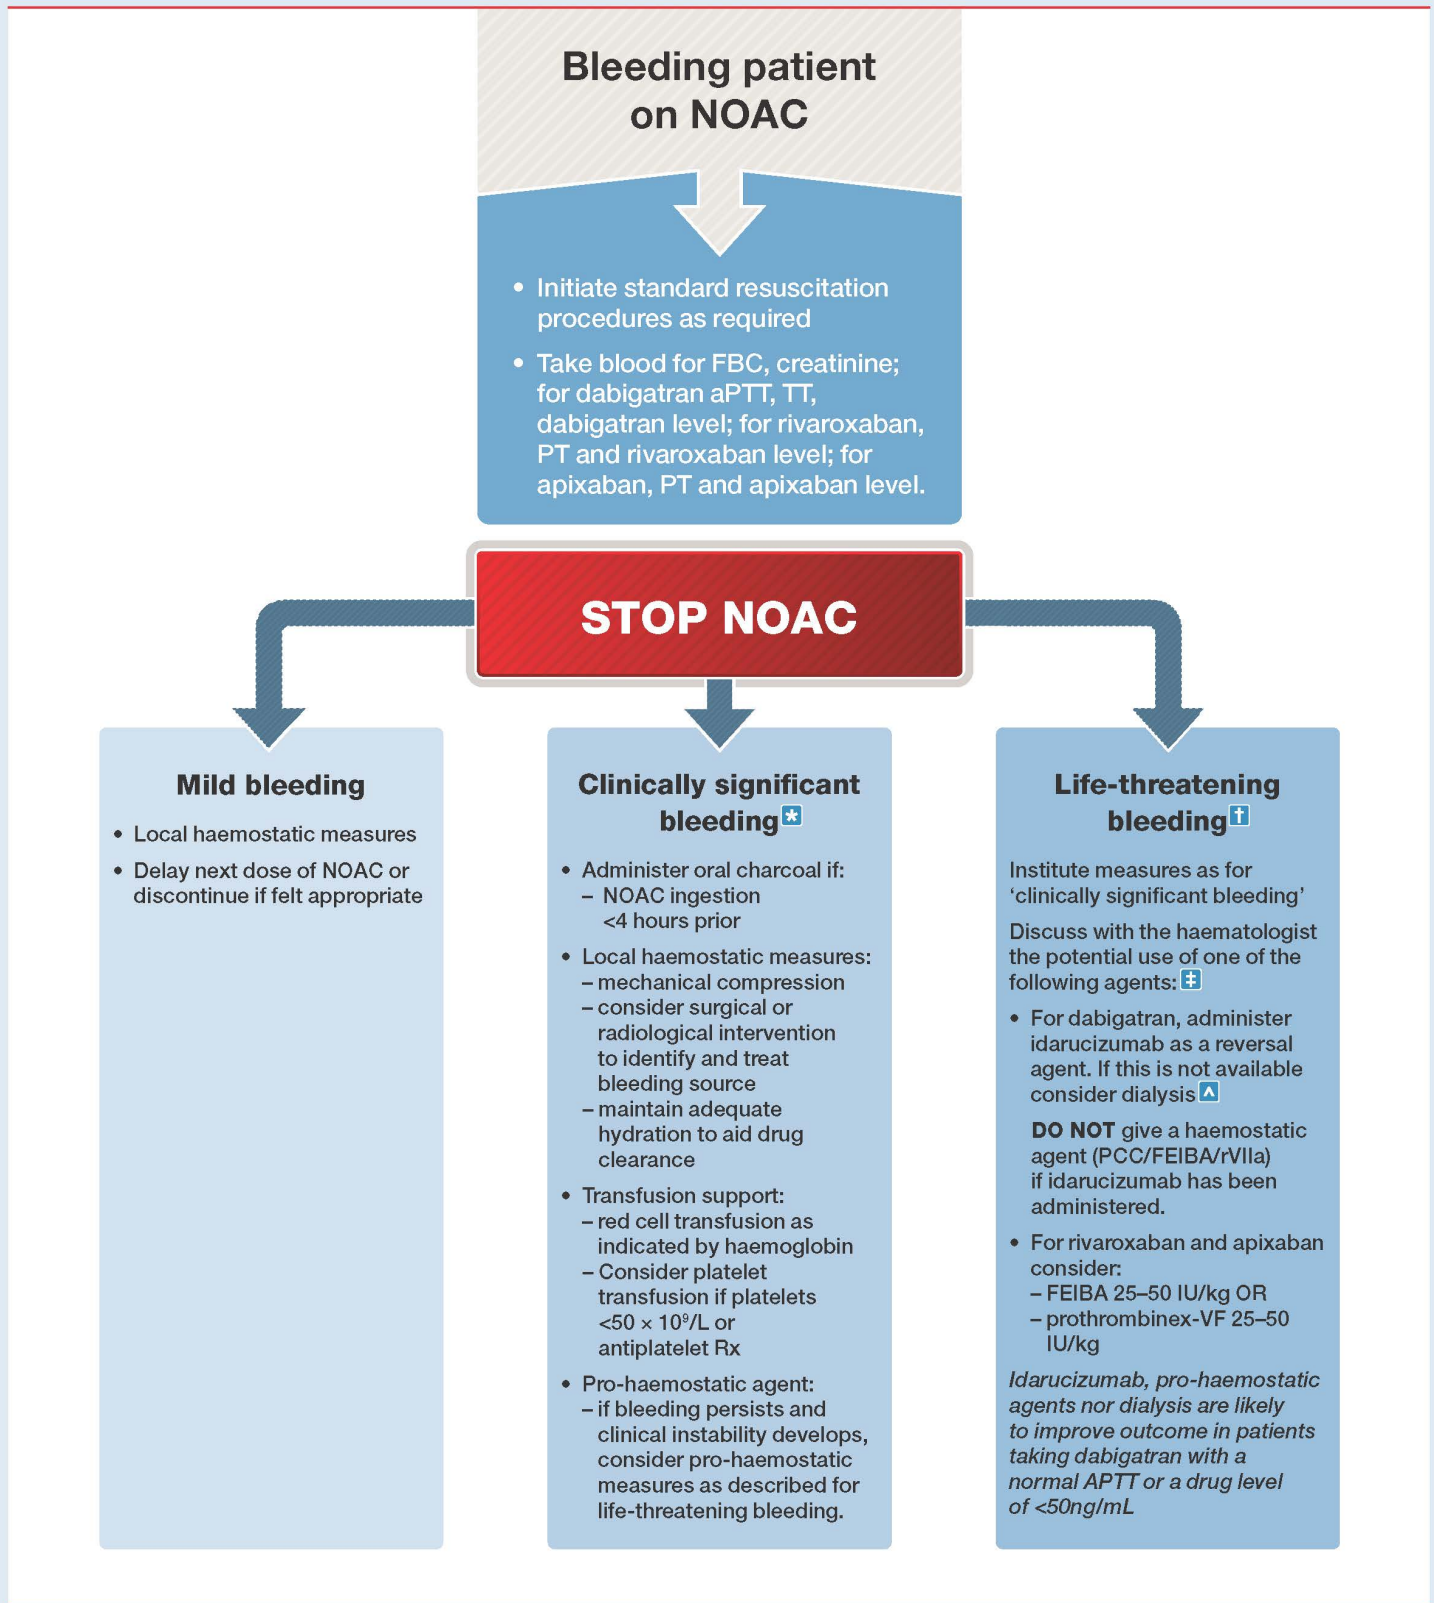 Bleeding patient
on NOAC
• Initiate standard resuscitation
procedures as required
• Take blood for FBC, creatinine;
for dabigatran aPTT, TT,
dabigatran level; for rivaroxaban,
PT and rivaroxaban level; for
apixaban, PT and apixaban level.
STOP NOAC
Mild bleeding
• Local haemostatic measures
• Delay next dose of NOAC or
discontinue if felt appropriate
Clinically significant
bleeding *
• Administer oral charcoal if:
– NOAC ingestion
<4 hours prior
• Local haemostatic measures:
– mechanical compression
– consider surgical or
radiological intervention
to identify and treat
bleeding source
– maintain adequate
hydration to aid drug
clearance
• Transfusion support:
– red cell transfusion as
indicated by haemoglobin
– Consider platelet
transfusion if platelets
<50 × 10⁹/L or
antiplatelet Rx
• Pro-haemostatic agent:
– if bleeding persists and
clinical instability develops,
consider pro-haemostatic
measures as described for
life-threatening bleeding.
Life-threatening
bleeding †
Institute measures as for
‘clinically significant bleeding’
Discuss with the haematologist
the potential use of one of the
following agents: ‡
• For dabigatran, administer
idarucizumab as a reversal
agent. If this is not available
consider dialysis ^
DO NOT give a haemostatic
agent (PCC/FEIBA/rVIIa)
if idarucizumab has been
administered.
• For rivaroxaban and apixaban
consider:
– FEIBA 25–50 IU/kg OR
– prothrombinex-VF 25–50
IU/kg
Idarucizumab, pro-haemostatic
agents nor dialysis are likely
to improve outcome in patients
taking dabigatran with a
normal APTT or a drug level
of <50ng/mL